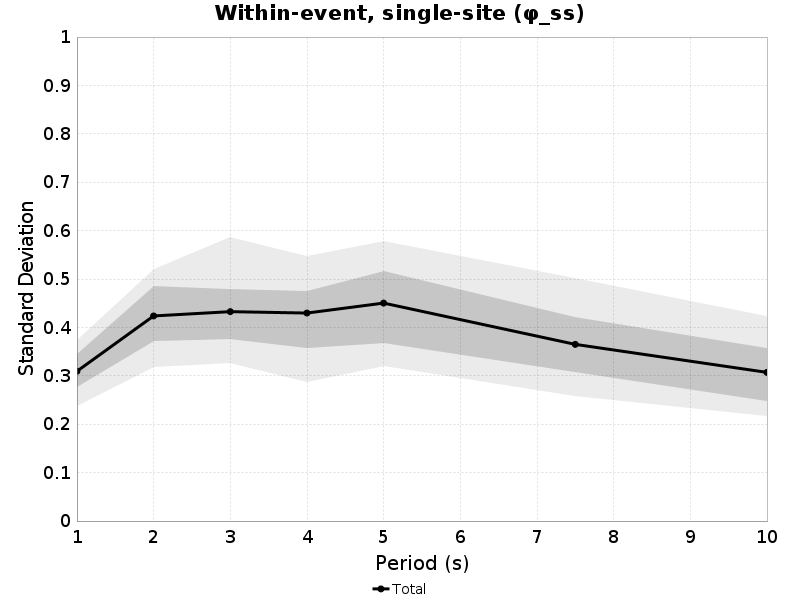 Within-event, single-site (φ_ss)
1
0.9
0.8
0.7
0.6
0.5
0.4
0.3
0.2
0.1
0
Standard Deviation
1 2 3 4 5 6 7 8 9 10
Period (s)
Total